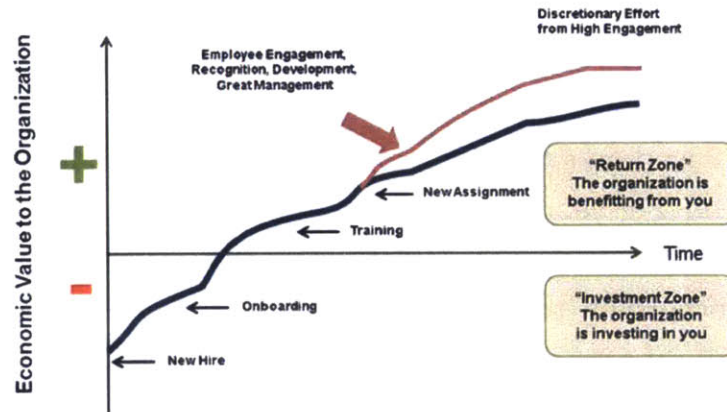 Discretionary Effort
from High Engagement
Employee Engagement,
Recognition, Development,
Great Management
Economic Value to the Organization
+
"Return Zone"
The organization is
benefitting from you
New Assignment
Training
Time
-
Onboarding
"Investment Zone"
The organization
is investing in you
New Hire